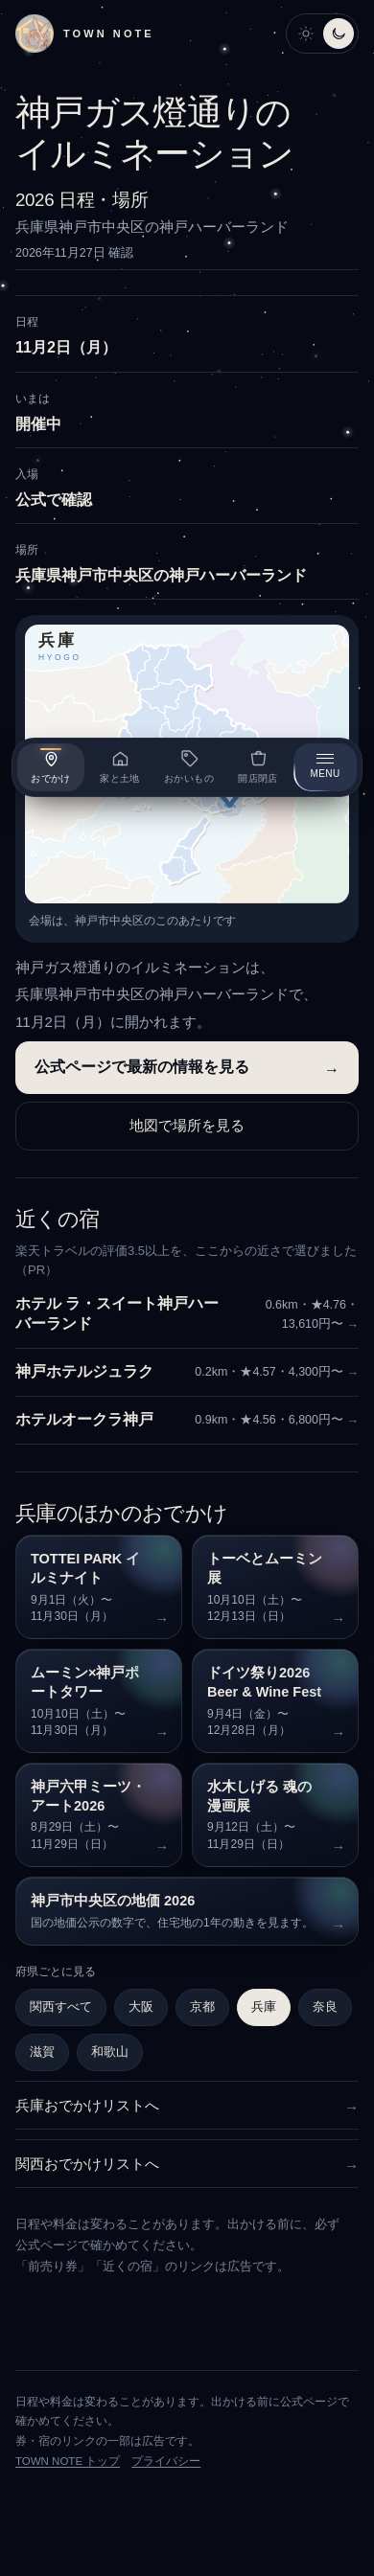 TOWN NOTE
神戸ガス燈通りの
イルミネーション
2026 日程・場所
兵庫県神戸市中央区の神戸ハーバーランド
2026年11月27日 確認
日程
11月2日（月）
いまは
開催中
入場
公式で確認
場所
兵庫県神戸市中央区の神戸ハーバーランド
兵庫
HYOGO
おでかけ
家と土地
おかいもの
開店閉店
MENU
会場は、神戸市中央区のこのあたりです
神戸ガス燈通りのイルミネーションは、
兵庫県神戸市中央区の神戸ハーバーランドで、
11月2日（月）に開かれます。
公式ページで最新の情報を見る →
地図で場所を見る
近くの宿
楽天トラベルの評価3.5以上を、ここからの近さで選びました
（PR）
ホテル ラ・スイート神戸ハー
バーランド
0.6km・★4.76・
13,610円〜 →
神戸ホテルジュラク 0.2km・★4.57・4,300円〜 →
ホテルオークラ神戸 0.9km・★4.56・6,800円〜 →
兵庫のほかのおでかけ
TOTTEI PARK イ
ルミナイト
9月1日（火）〜
11月30日（月） →
トーベとムーミン
展
10月10日（土）〜
12月13日（日） →
ムーミン×神戸ポ
ートタワー
10月10日（土）〜
11月30日（月） →
ドイツ祭り2026
Beer & Wine Fest
9月4日（金）〜
12月28日（月） →
神戸六甲ミーツ・
アート2026
8月29日（土）〜
11月29日（日） →
水木しげる 魂の
漫画展
9月12日（土）〜
11月29日（日） →
神戸市中央区の地価 2026
国の地価公示の数字で、住宅地の1年の動きを見ます。 →
府県ごとに見る
関西すべて
大阪
京都
兵庫
奈良
滋賀
和歌山
兵庫おでかけリストへ →
関西おでかけリストへ →
日程や料金は変わることがあります。出かける前に、必ず
公式ページで確かめてください。
「前売り券」「近くの宿」のリンクは広告です。
日程や料金は変わることがあります。出かける前に公式ページで
確かめてください。
券・宿のリンクの一部は広告です。
TOWN NOTE トップ プライバシー